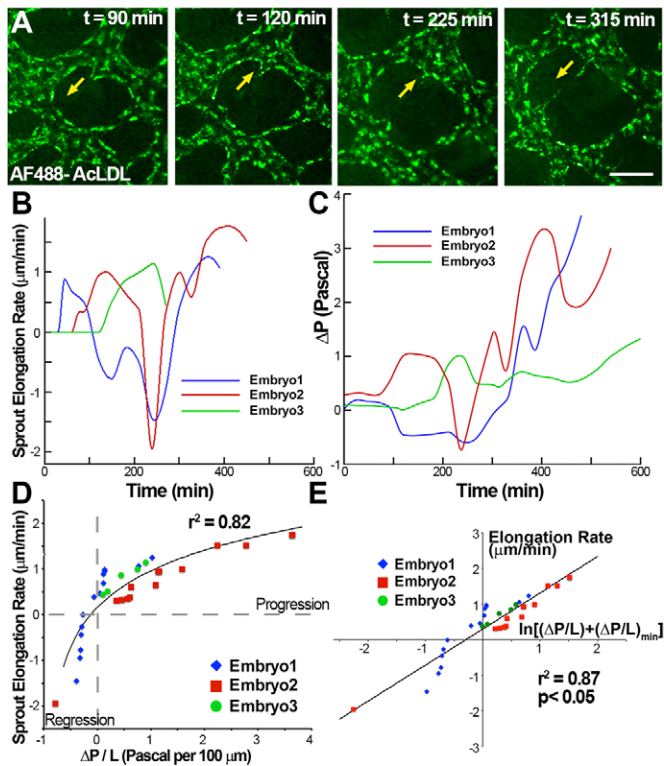 A
t = 90 min
t = 120 min
t = 225 min
t = 315 min
AF488- AcLDL
B
Sprout Elongation Rate (μm/min)
1
0
-1
-2
Embryo1
Embryo2
Embryo3
0 200 400 600
Time (min)
C
ΔP (Pascal)
4
3
2
1
0
-1
Embryo1
Embryo2
Embryo3
0 200 400 600
Time (min)
D
Sprout Elongation Rate (μm/min)
2
1
0
-1
-2
r² = 0.82
Progression
Regression
Embryo1
Embryo2
Embryo3
-1 0 1 2 3 4
ΔP / L (Pascal per 100 μm)
E
Elongation Rate
(μm/min)
Embryo1
Embryo2
Embryo3
3
2
1
-1
-2
-3
-2 -1 0 1 2
ln[(ΔP/L)+(ΔP/L)min]
r² = 0.87
p< 0.05